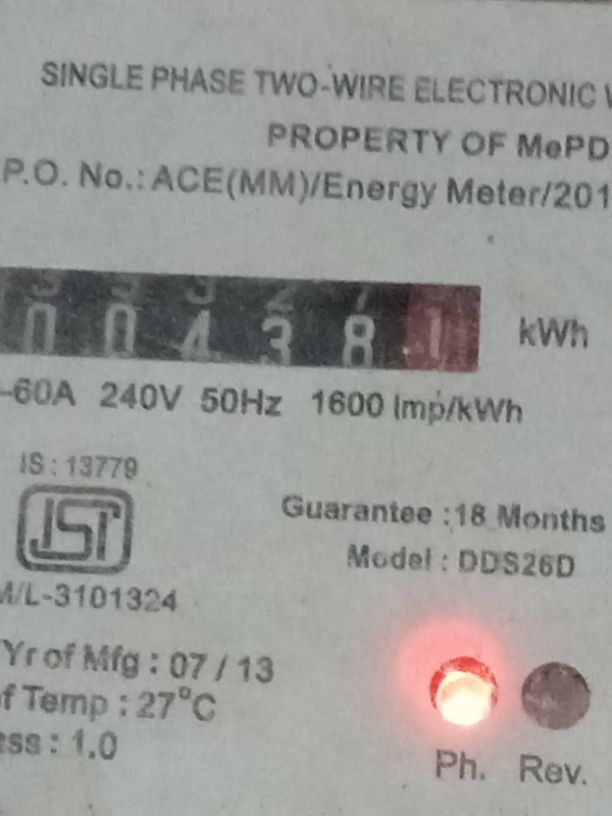 SINGLE PHASE TWO-WIRE ELECTRONIC
PROPERTY OF MePD
P.O. No.: ACE(MM)/Energy Meter/201
0 0 4 3 8 1 kWh
-60A 240V 50Hz 1600 Imp/kWh
IS : 13779
ISI
Guarantee : 18 Months
Model : DDS26D
M/L-3101324
Yr of Mfg : 07 / 13
f Temp : 27°C
ss : 1.0
Ph. Rev.